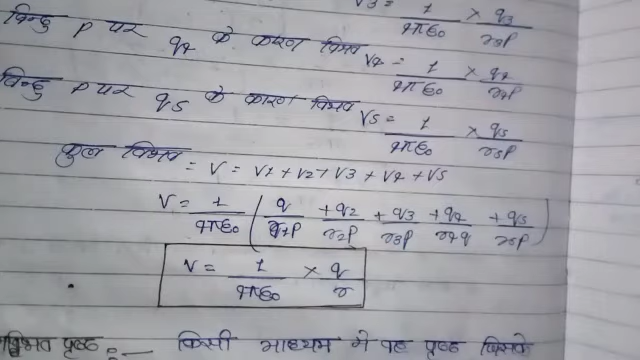 V3 = 1/4πε0 × q3/r3p
बिन्दु P पर q4 के कारण विभव V4 = 1/4πε0 × q4/r4p
बिन्दु P पर q5 के कारण विभव V5 = 1/4πε0 × q5/r5p
कुल विभव = V = V1 + V2 + V3 + V4 + V5
V = 1/4πε0 ( q/r1p + q2/r2p + q3/r3p + q4/r4p + q5/r5p )
V = 1/4πε0 × q/r
विभव पृष्ठ :- किसी माध्यम में वह पृष्ठ जिसके